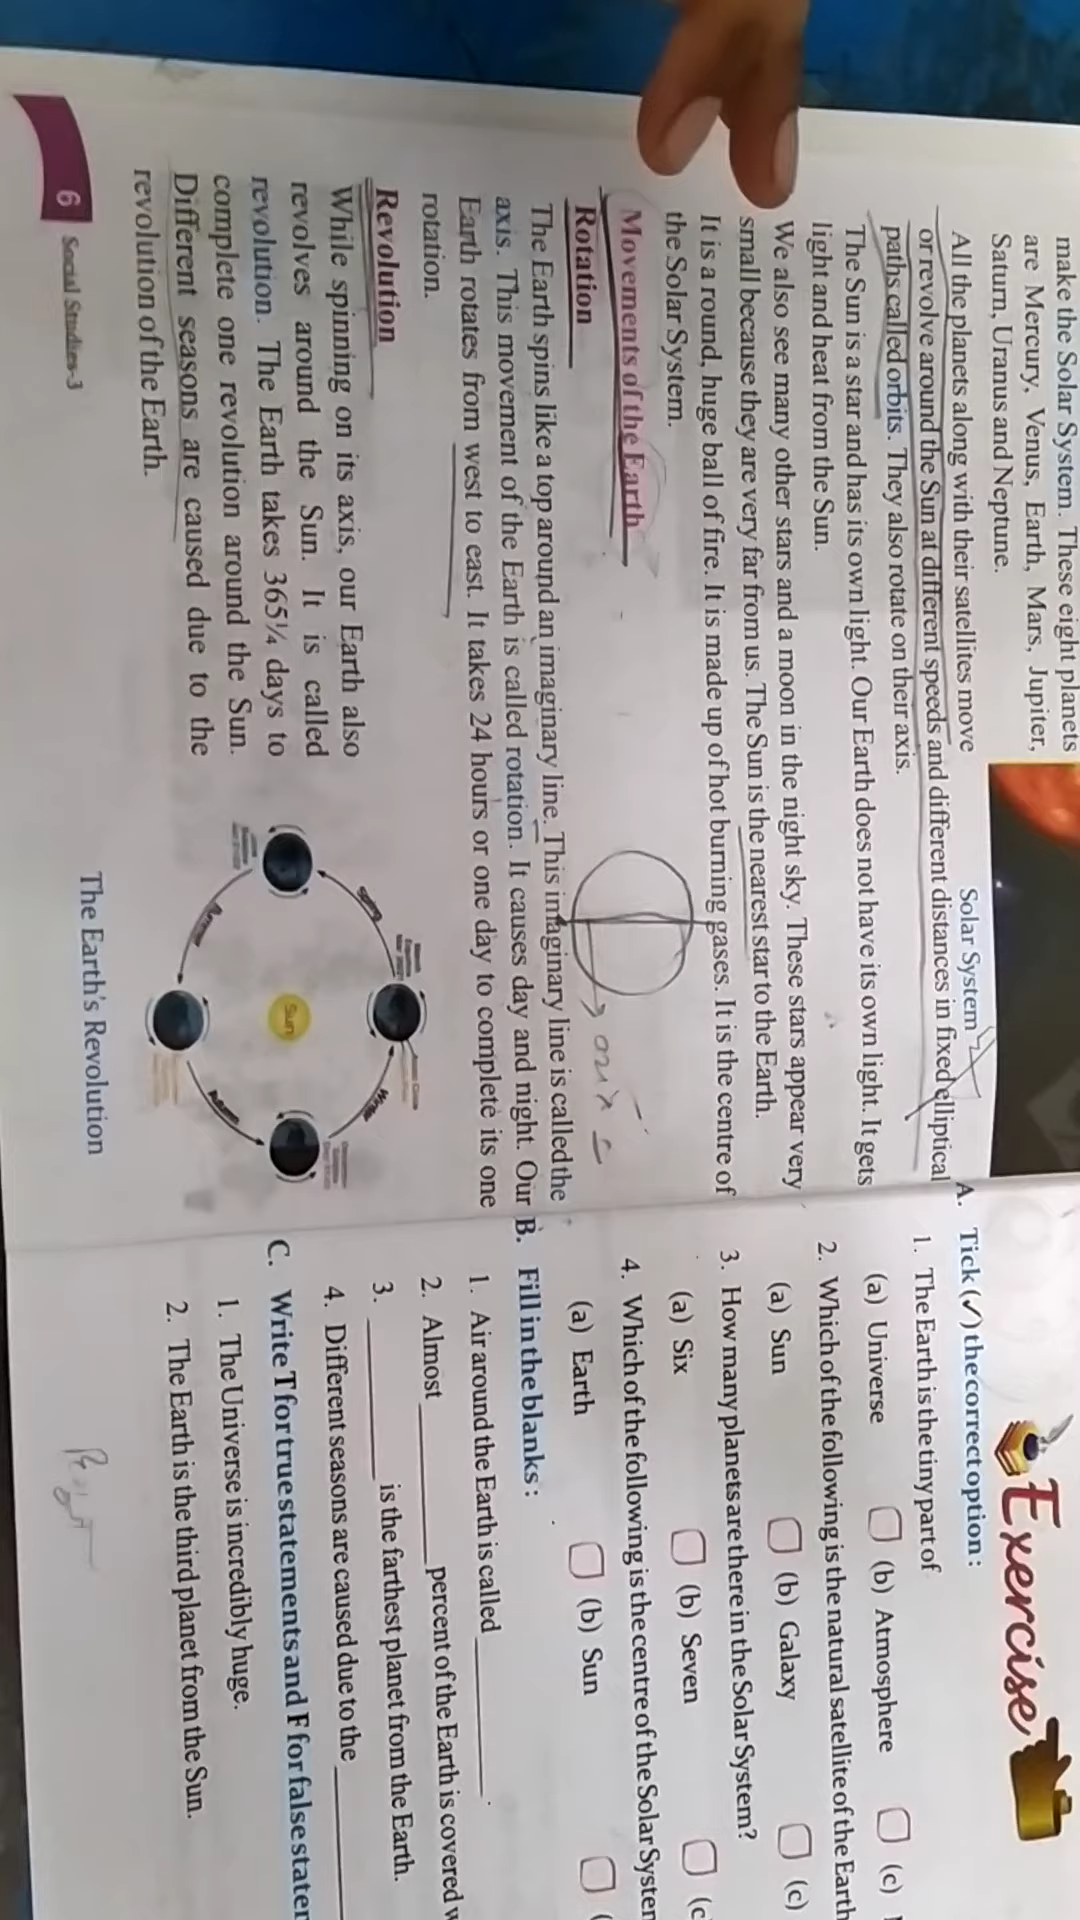 make the Solar System. These eight planets
are Mercury, Venus, Earth, Mars, Jupiter,
Saturn, Uranus and Neptune.
Solar System
All the planets along with their satellites move
or revolve around the Sun at different speeds and different distances in fixed elliptical
paths called orbits. They also rotate on their axis.
The Sun is a star and has its own light. Our Earth does not have its own light. It gets
light and heat from the Sun.
We also see many other stars and a moon in the night sky. These stars appear very
small because they are very far from us. The Sun is the nearest star to the Earth.
It is a round, huge ball of fire. It is made up of hot burning gases. It is the centre of
the Solar System.
Movements of the Earth
Rotation
The Earth spins like a top around an imaginary line. This imaginary line is called the
axis. This movement of the Earth is called rotation. It causes day and night. Our
Earth rotates from west to east. It takes 24 hours or one day to complete its one
rotation.
Revolution
While spinning on its axis, our Earth also
revolves around the Sun. It is called
revolution. The Earth takes 365¼ days to
complete one revolution around the Sun.
Different seasons are caused due to the
revolution of the Earth.
Spring
Sun
The Earth's Revolution
6 Social Studies-3
Exercise
A. Tick (✓) the correct option :
1. The Earth is the tiny part of
(a) Universe (b) Atmosphere (c)
2. Which of the following is the natural satellite of the Earth
(a) Sun (b) Galaxy (c)
3. How many planets are there in the Solar System?
(a) Six (b) Seven (c
4. Which of the following is the centre of the Solar System
(a) Earth (b) Sun (
B. Fill in the blanks :
1. Air around the Earth is called ________.
2. Almost ________ percent of the Earth is covered w
3. ________ is the farthest planet from the Earth.
4. Different seasons are caused due to the ________
C. Write T for true statements and F for false stater
1. The Universe is incredibly huge.
2. The Earth is the third planet from the Sun.